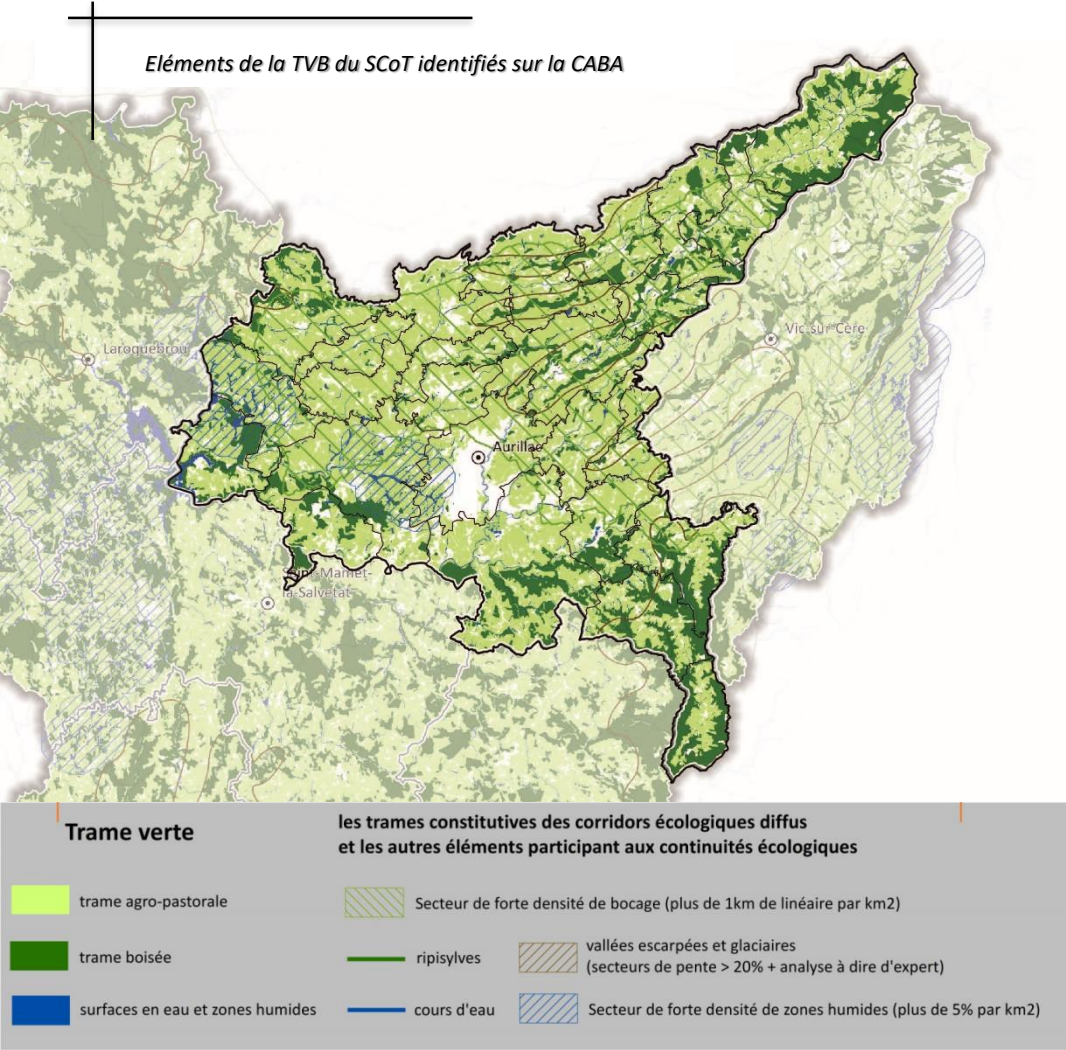 Eléments de la TVB du SCoT identifiés sur la CABA
Laroquebrou
Vic-sur-Cère
Aurillac
Saint-Mamet-
la-Salvetat
Trame verte
les trames constitutives des corridors écologiques diffus
et les autres éléments participant aux continuités écologiques
trame agro-pastorale
Secteur de forte densité de bocage (plus de 1km de linéaire par km2)
trame boisée
ripisylves
vallées escarpées et glaciaires
(secteurs de pente > 20% + analyse à dire d'expert)
surfaces en eau et zones humides
cours d'eau
Secteur de forte densité de zones humides (plus de 5% par km2)